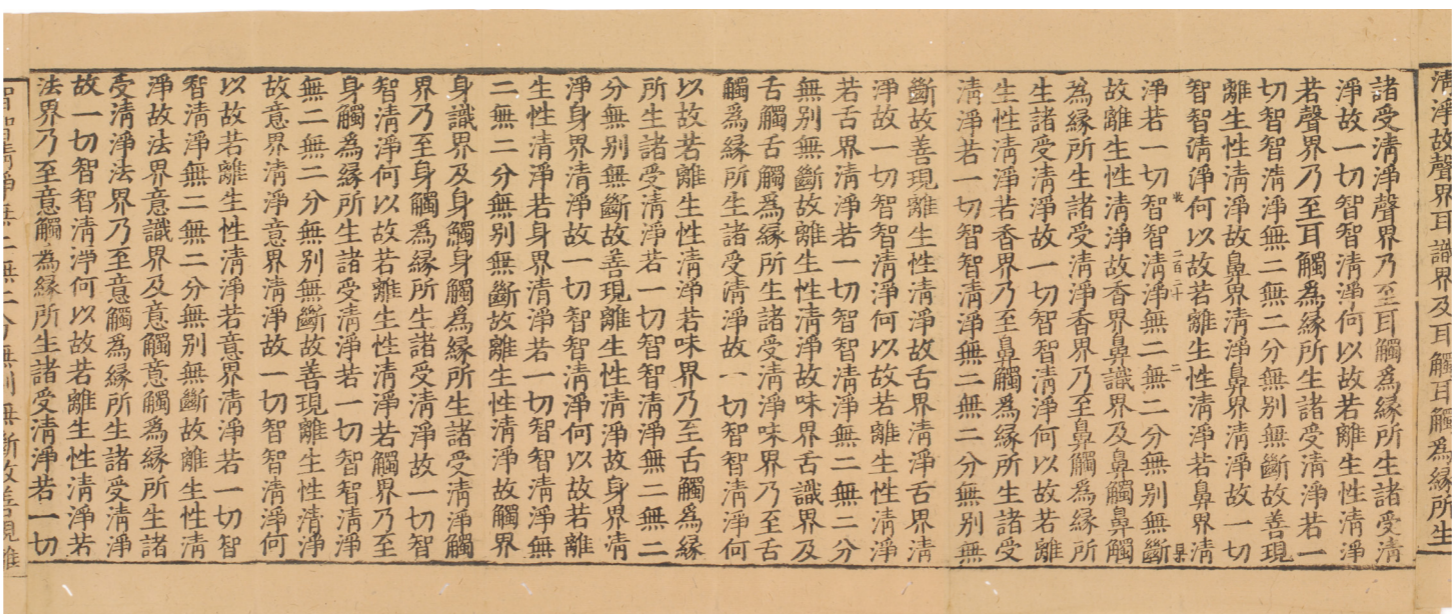 清淨故聲界耳識界及耳觸耳觸爲緣所生
諸受清淨聲界乃至耳觸爲緣所生諸受清
淨故一切智智清淨何以故若離生性清淨
若聲界乃至耳觸爲緣所生諸受清淨若一
切智智清淨無二無二分無別無斷故善現
離生性清淨故鼻界清淨鼻界清淨故一切
智智清淨何以故若離生性清淨若鼻界清
二百二十 二
淨若一切智智清淨無二無二分無別無斷
故離生性清淨故香界鼻識界及鼻觸鼻觸
爲緣所生諸受清淨香界乃至鼻觸爲緣所
生諸受清淨故一切智智清淨何以故若離
生性清淨若香界乃至鼻觸爲緣所生諸受
清淨若一切智智清淨無二無二分無別無
斷故善現離生性清淨故舌界清淨舌界清
淨故一切智智清淨何以故若離生性清淨
若舌界清淨若一切智智清淨無二無二分
無別無斷故離生性清淨故味界舌識界及
舌觸舌觸爲緣所生諸受清淨味界乃至舌
觸爲緣所生諸受清淨故一切智智清淨何
以故若離生性清淨若味界乃至舌觸爲緣
所生諸受清淨若一切智智清淨無二無二
分無別無斷故善現離生性清淨故身界清
淨身界清淨故一切智智清淨何以故若離
生性清淨若身界清淨若一切智智清淨無
二無二分無別無斷故離生性清淨故觸界
身識界及身觸身觸爲緣所生諸受清淨觸
界乃至身觸爲緣所生諸受清淨故一切智
智清淨何以故若離生性清淨若觸界乃至
身觸爲緣所生諸受清淨若一切智智清淨
無二無二分無別無斷故善現離生性清淨
故意界清淨意界清淨故一切智智清淨何
以故若離生性清淨若意界清淨若一切智
智清淨無二無二分無別無斷故離生性清
淨故法界意識界及意觸意觸爲緣所生諸
受清淨法界乃至意觸爲緣所生諸受清淨
故一切智智清淨何以故若離生性清淨若
法界乃至意觸爲緣所生諸受清淨若一切
智智清淨無二無二分無別無斷故善現離